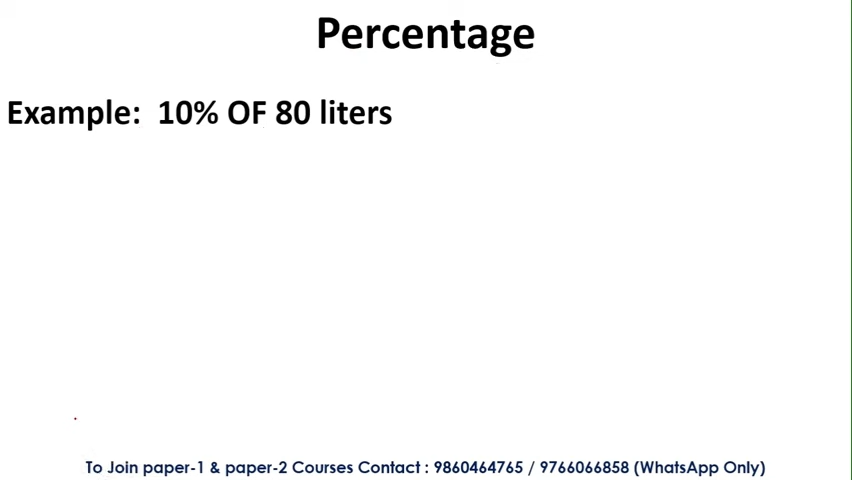 Percentage
Example: 10% OF 80 liters
To Join paper-1 & paper-2 Courses Contact : 9860464765 / 9766066858 (WhatsApp Only)